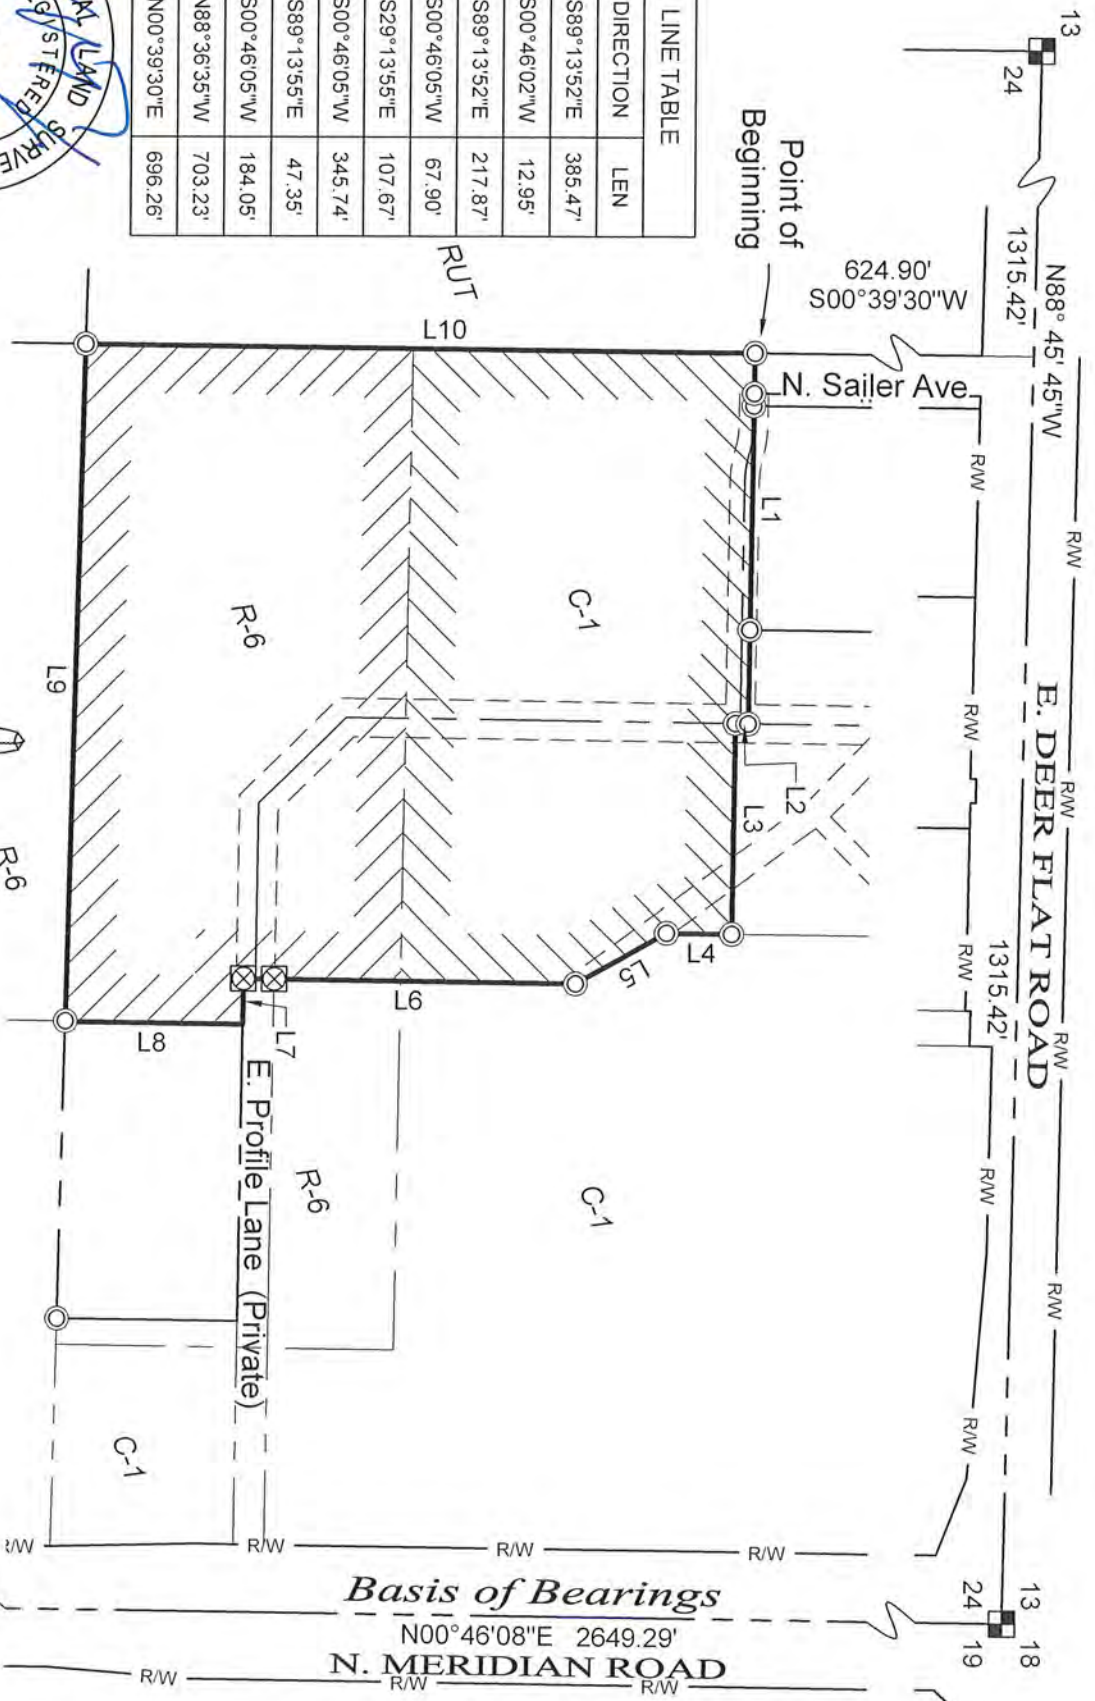 13
24
N88° 45' 45"W
1315.42'
R/W
E. DEER FLAT ROAD
R/W
R/W
R/W
1315.42'
R/W
R/W
R/W
R/W
R/W
13
18
24
19
624.90'
S00°39'30"W
Point of
Beginning
N. Sailer Ave
LINE TABLE
DIRECTION LEN
S89°13'52"E 385.47'
S00°46'02"W 12.95'
S89°13'52"E 217.87'
S00°46'05"W 67.90'
S29°13'55"E 107.67'
S00°46'05"W 345.74'
S89°13'55"E 47.35'
S00°46'05"W 184.05'
N88°36'35"W 703.23'
N00°39'30"E 696.26'
AL LAND SURVE
GISTERED
RUT
L10
L1
L2
L3
L4
L5
L6
L7
L8
L9
C-1
R-6
C-1
R-6
E. Profile Lane (Private)
R-6
C-1
R/W
R/W
R/W
R/W
Basis of Bearings
N00°46'08"E 2649.29'
N. MERIDIAN ROAD
R/W
R/W
R/W